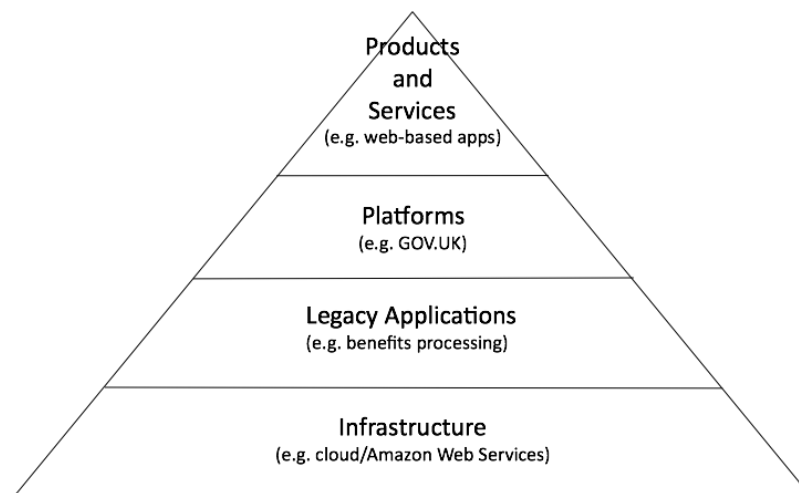 Products
and
Services
(e.g. web-based apps)
Platforms
(e.g. GOV.UK)
Legacy Applications
(e.g. benefits processing)
Infrastructure
(e.g. cloud/Amazon Web Services)